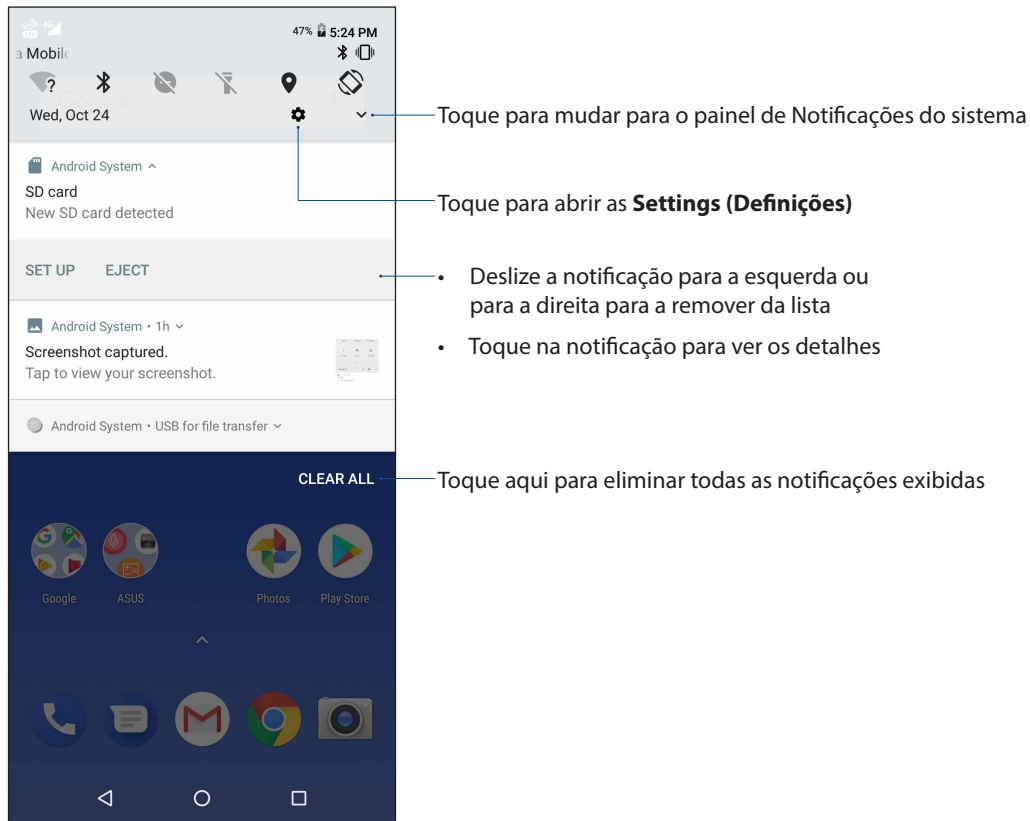 47% 5:24 PM
a Mobile
Wed, Oct 24
Toque para mudar para o painel de Notificações do sistema
Android System
SD card
New SD card detected
Toque para abrir as Settings (Definições)
SET UP EJECT
• Deslize a notificação para a esquerda ou
para a direita para a remover da lista
• Toque na notificação para ver os detalhes
Android System • 1h
Screenshot captured.
Tap to view your screenshot.
Android System • USB for file transfer
CLEAR ALL
Toque aqui para eliminar todas as notificações exibidas
Google ASUS Photos Play Store